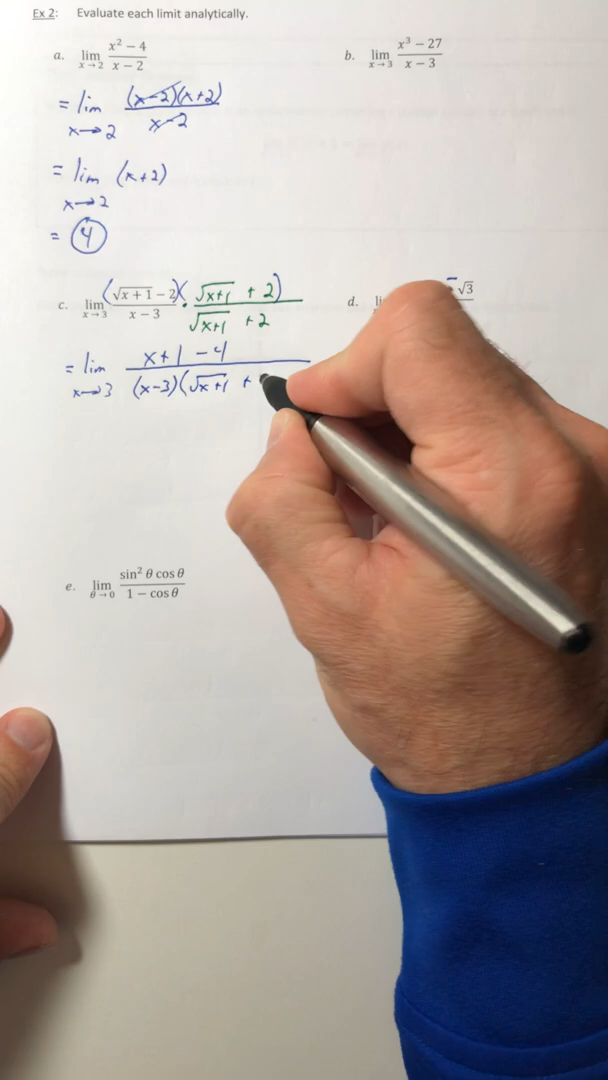 Ex 2: Evaluate each limit analytically.
a. lim x→2 x² − 4 / x − 2
b. lim x→3 x³ − 27 / x − 3
= lim x→2 (x-2)(x+2) / x-2
= lim x→2 (x+2)
= 4
c. lim x→3 (√x + 1 − 2) / x − 3 · (√x+1 + 2) / √x+1 + 2
d. li √3
= lim x→3 x+1 -4 / (x-3)(√x+1 +
e. lim θ→0 sin² θ cos θ / 1 − cos θ